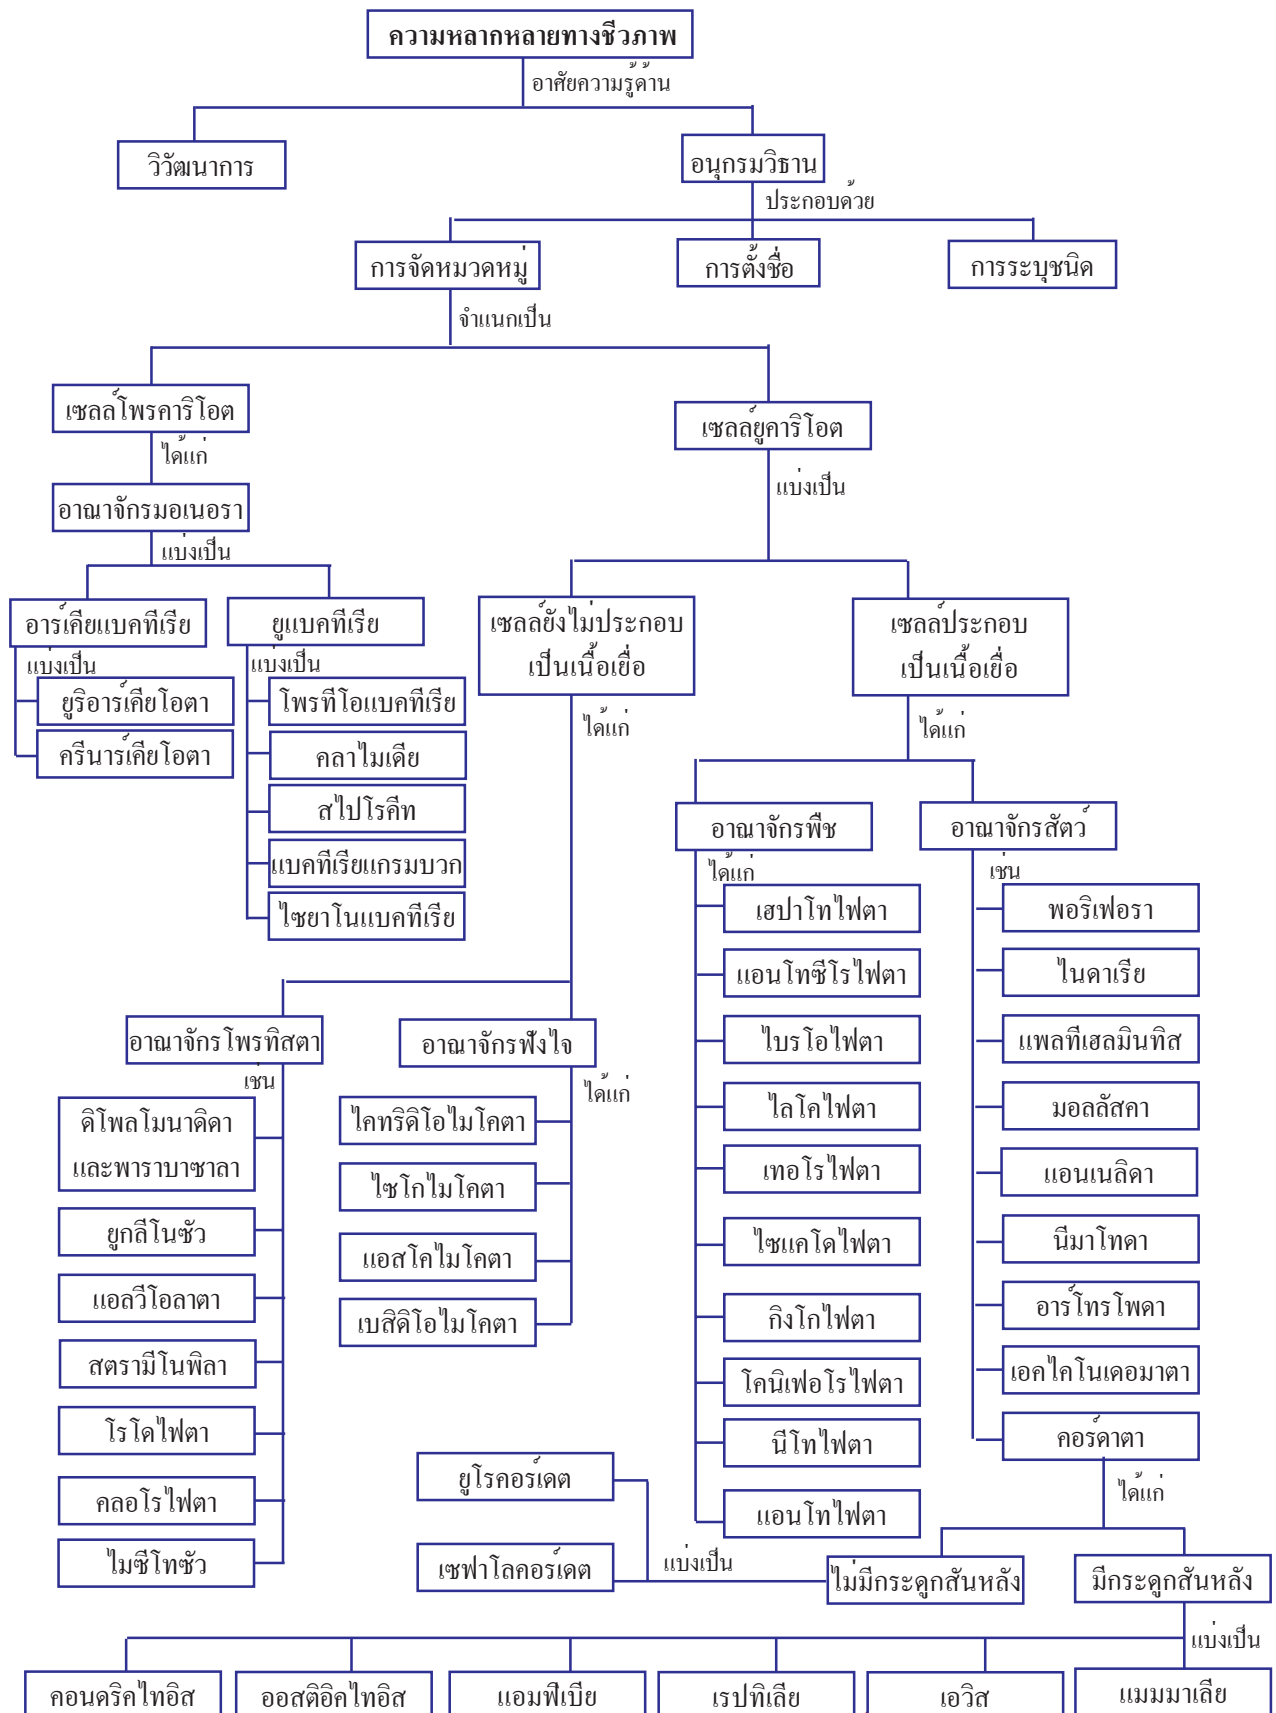 ความหลากหลายทางชีวภาพ
อาศัยความรู้ด้าน
วิวัฒนาการ
อนุกรมวิธาน
ประกอบด้วย
การจัดหมวดหมู่
การตั้งชื่อ
การระบุชนิด
จำแนกเป็น
เซลล์โพรคาริโอต
เซลล์ยูคาริโอต
ได้แก่
แบ่งเป็น
อาณาจักรมอเนอรา
แบ่งเป็น
อาร์เคียแบคทีเรีย
ยูแบคทีเรีย
เซลล์ยังไม่ประกอบ
เป็นเนื้อเยื่อ
เซลล์ประกอบ
เป็นเนื้อเยื่อ
แบ่งเป็น
แบ่งเป็น
ยูริอาร์เคียโอตา
ครีนาร์เคียโอตา
โพรทีโอแบคทีเรีย
คลาไมเดีย
สไปโรคีท
แบคทีเรียแกรมบวก
ไซยาโนแบคทีเรีย
ได้แก่
ได้แก่
อาณาจักรพืช
อาณาจักรสัตว์
ได้แก่
เช่น
เฮปาโทไฟตา
แอนโทซีโรไฟตา
ไบรโอไฟตา
ไลโคไฟตา
เทอโรไฟตา
ไซแคโดไฟตา
กิงโกไฟตา
โคนิเฟอโรไฟตา
นีโทไฟตา
แอนโทไฟตา
พอริเฟอรา
ไนดาเรีย
แพลทีเฮลมินทิส
มอลลัสคา
แอนเนลิดา
นีมาโทดา
อาร์โทรโพดา
เอคไคโนเดอมาตา
คอร์ดาตา
อาณาจักรโพรทิสตา
อาณาจักรฟังไจ
เช่น
ได้แก่
ดิโพลโมนาดิดา
และพาราบาซาลา
ยูกลีโนซัว
แอลวีโอลาตา
สตรามีโนพิลา
โรโดไฟตา
คลอโรไฟตา
ไมซีโทซัว
ไคทริดิโอไมโคตา
ไซโกไมโคตา
แอสโคไมโคตา
เบสิดิโอไมโคตา
ได้แก่
ยูโรคอร์เดต
เซฟาโลคอร์เดต
แบ่งเป็น
ไม่มีกระดูกสันหลัง
มีกระดูกสันหลัง
แบ่งเป็น
คอนดริคไทอิส
ออสติอิคไทอิส
แอมฟิเบีย
เรปทิเลีย
เอวิส
แมมมาเลีย